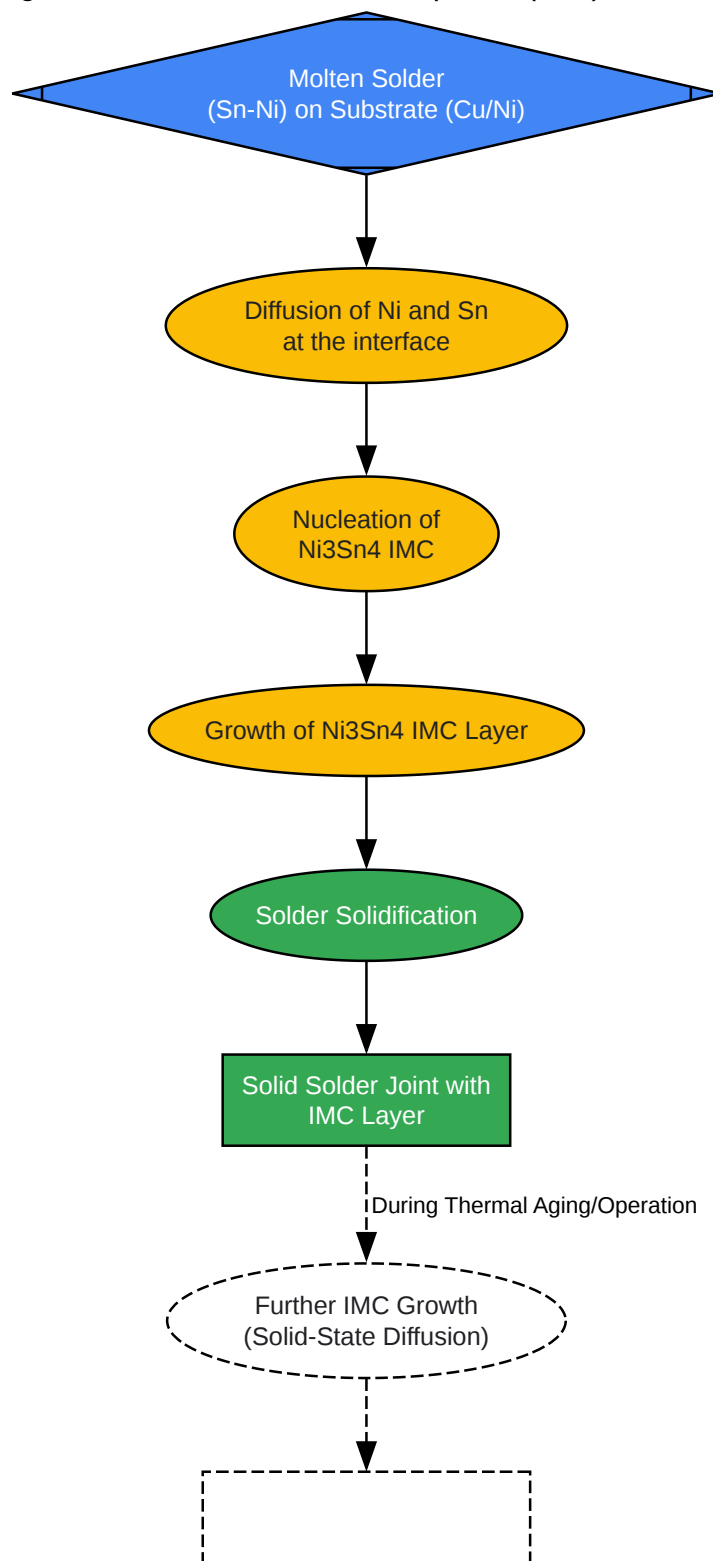 Molten Solder
(Sn-Ni) on Substrate (Cu/Ni)
Diffusion of Ni and Sn
at the interface
Nucleation of
Ni3Sn4 IMC
Growth of Ni3Sn4 IMC Layer
Solder Solidification
Solid Solder Joint with
IMC Layer
During Thermal Aging/Operation
Further IMC Growth
(Solid-State Diffusion)